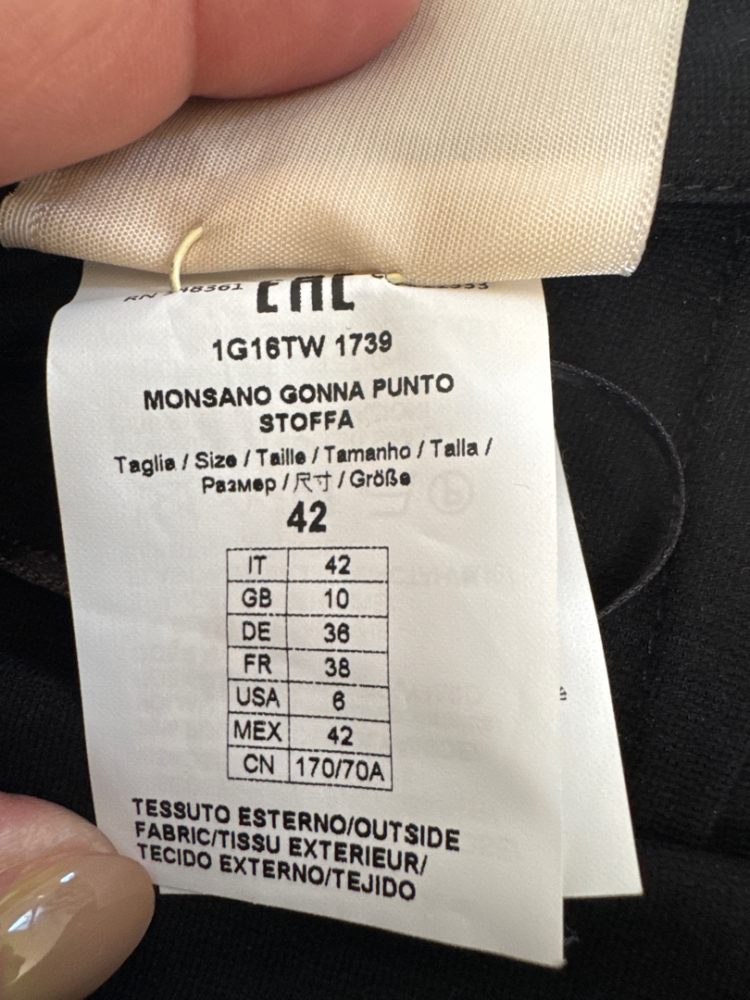 RN
EAC
1G16TW 1739
MONSANO GONNA PUNTO
STOFFA
Taglia / Size / Taille / Tamanho / Talla /
Размер / 尺寸 / Größe
42
IT 42
GB 10
DE 36
FR 38
USA 6
MEX 42
CN 170/70A
TESSUTO ESTERNO/OUTSIDE
FABRIC/TISSU EXTERIEUR/
TECIDO EXTERNO/TEJIDO